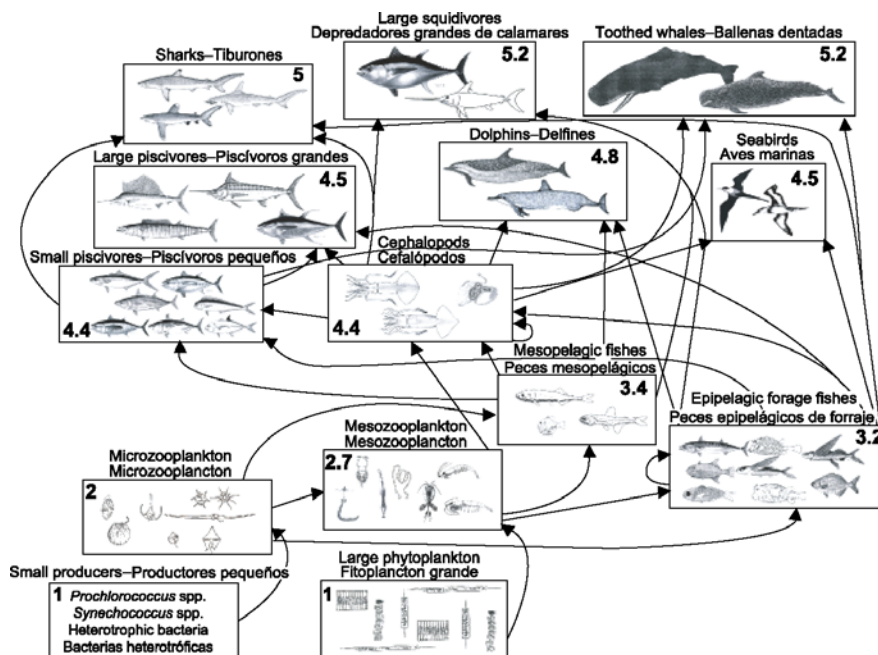 Large squidivores
Depredadores grandes de calamares
5.2
Toothed whales–Ballenas dentadas
5.2
Sharks–Tiburones
5
Dolphins–Delfines
4.8
Seabirds
Aves marinas
4.5
Large piscivores–Piscívoros grandes
4.5
Small piscivores–Piscívoros pequeños
4.4
Cephalopods
Cefalópodos
4.4
Mesopelagic fishes
Peces mesopelágicos
3.4
Epipelagic forage fishes
Peces epipelágicos de forraje
3.2
Mesozooplankton
Mesozooplancton
2.7
Microzooplankton
Microzooplancton
2
Small producers–Productores pequeños
1 Prochlorococcus spp.
Synechococcus spp.
Heterotrophic bacteria
Bacterias heterotróficas
Large phytoplankton
Fitoplancton grande
1